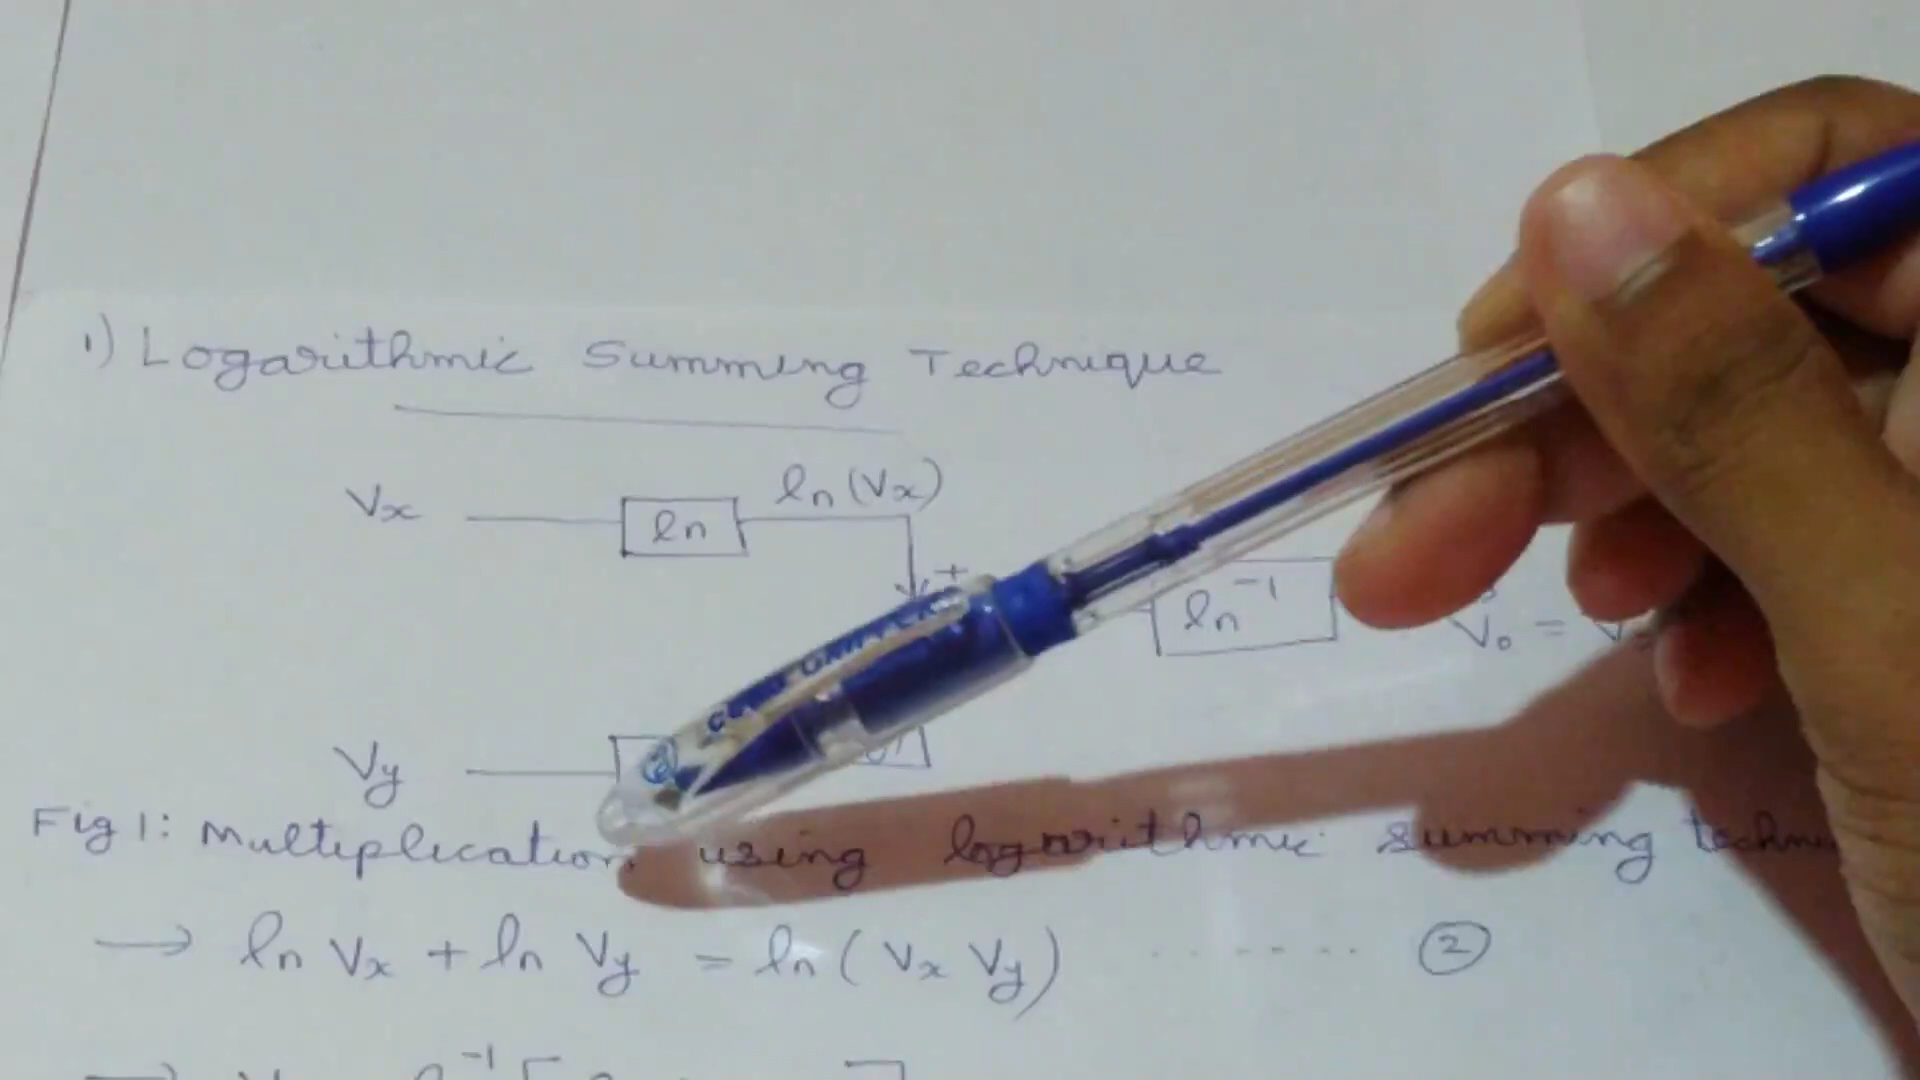 1) Logarithmic Summing Technique
Vx ln ln (Vx)
+
ln⁻¹ Vo =
Vy
Fig 1: Multiplication using logarithmic summing
→ ln Vx + ln Vy = ln ( Vx Vy) ....... 2